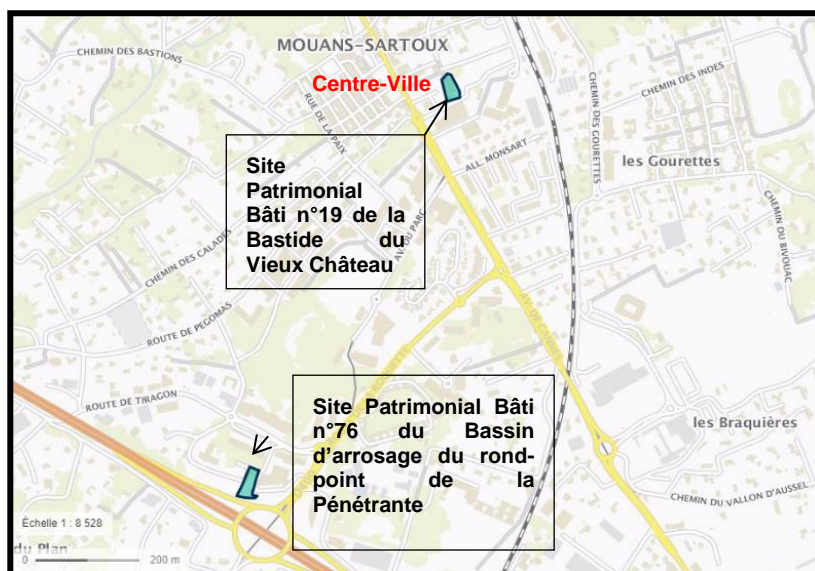 MOUANS-SARTOUX
CHEMIN DES BASTIONS
Centre-Ville
RUE DE LA PAIX
CHEMIN DES INDES
CHEMIN DES GOURETTES
les Gourettes
ALL. MONSART
Site
Patrimonial
Bâti n°19 de la
Bastide du
Vieux Château
AV. DU PARC
CHEMIN DES CALADES
CHEMIN DU BIVOUAC
ROUTE DE PEGOMAS
AV. DE CANNES
ROUTE DE TIRAGON
Site Patrimonial Bâti
n°76 du Bassin
d'arrosage du rond-
point de la
Pénétrante
les Braquières
CHEMIN DU VALLON D'AUSSEL
Échelle 1 : 8 528
du Plan
0 200 m